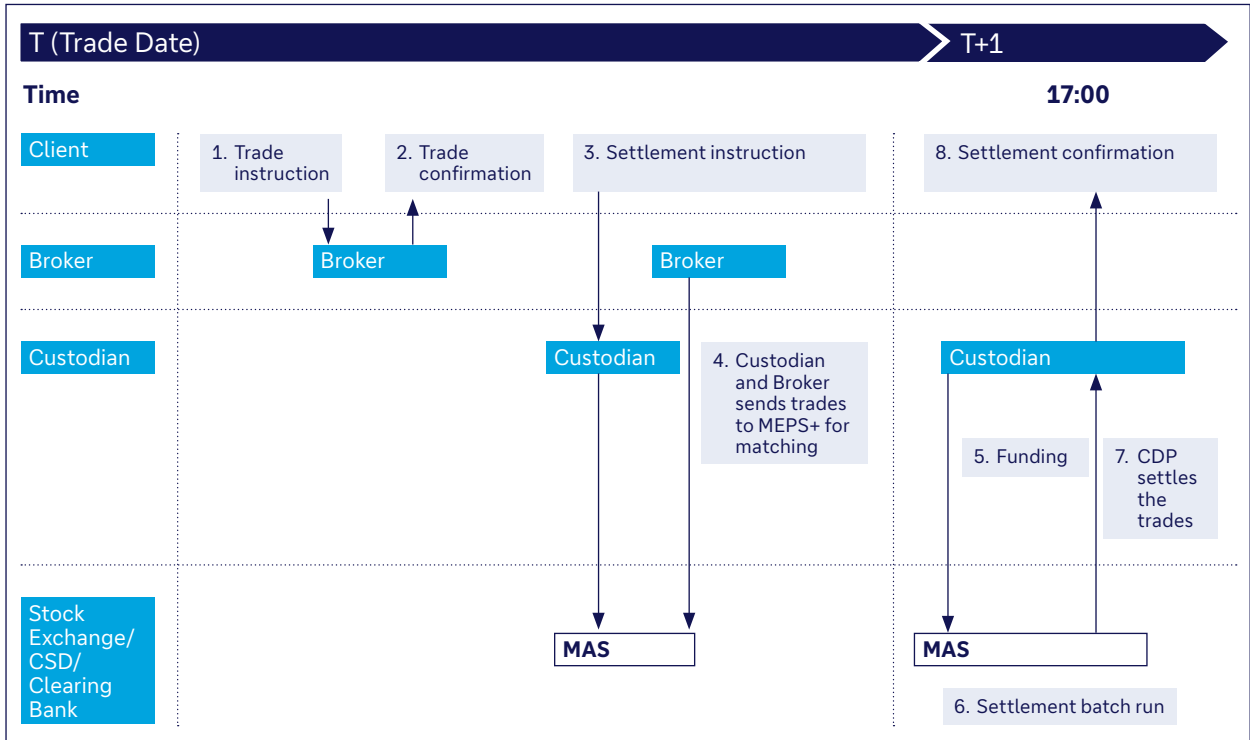 T (Trade Date)
T+1
Time
17:00
Client
1. Trade
instruction
2. Trade
confirmation
3. Settlement instruction
8. Settlement confirmation
Broker
Broker
Broker
Custodian
Custodian
4. Custodian
and Broker
sends trades
to MEPS+ for
matching
Custodian
5. Funding
7. CDP
settles
the
trades
Stock
Exchange/
CSD/
Clearing
Bank
MAS
MAS
6. Settlement batch run